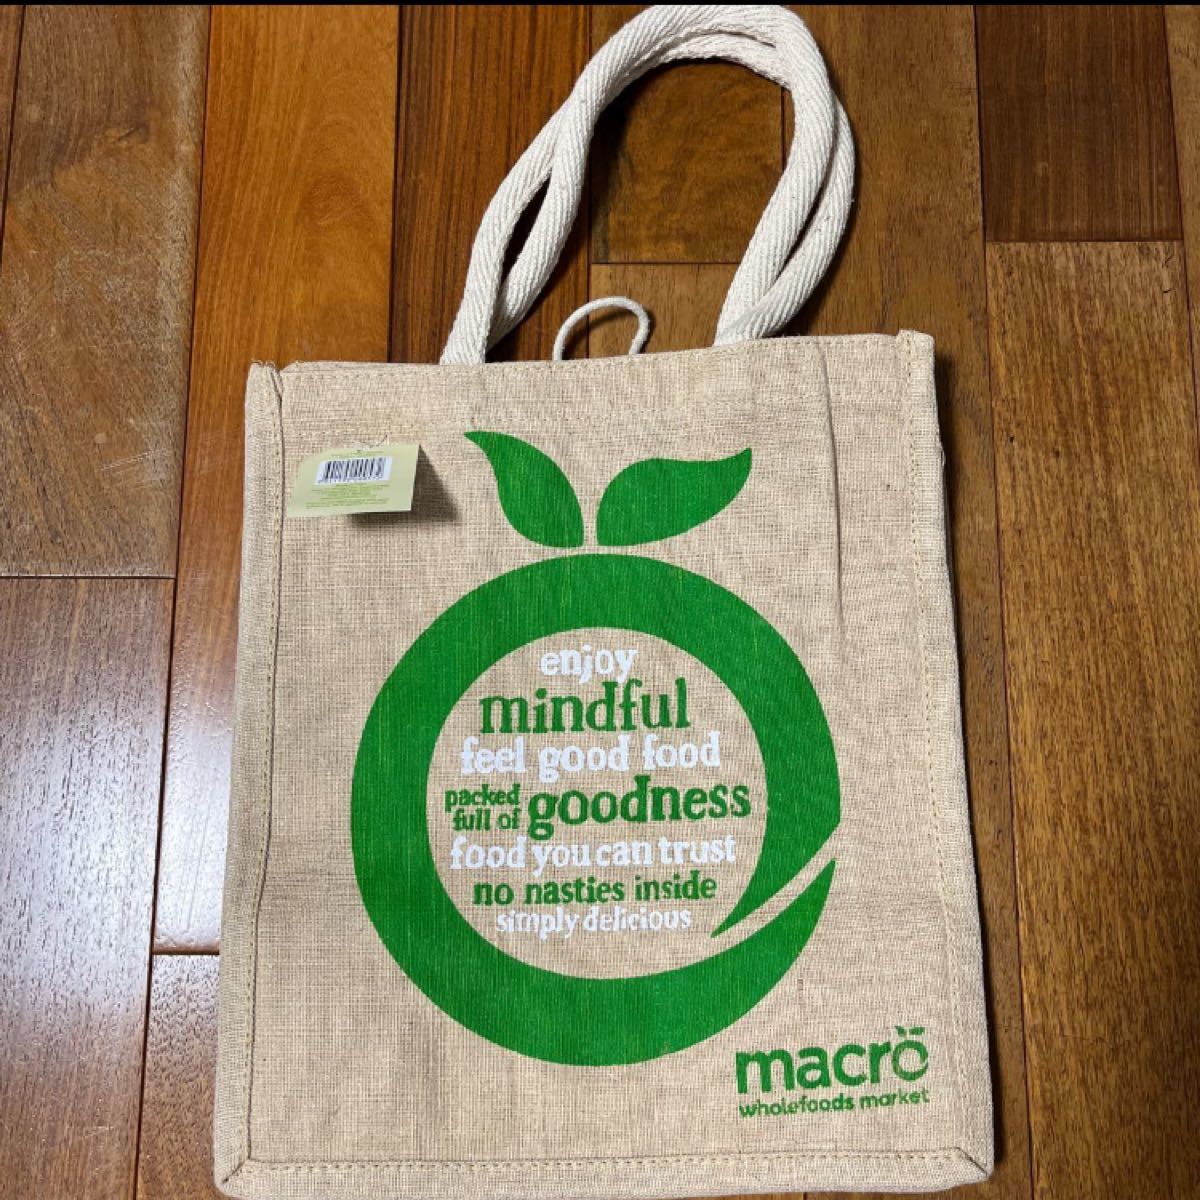 enjoy
mindful
feel good food
packed full of goodness
food you can trust
no nasties inside
simply delicious
macro
wholefoods market